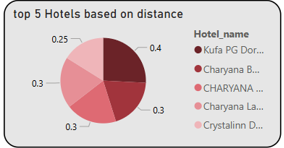 top 5 Hotels based on distance
Hotel_name
Kufa PG Dor...
Charyana B...
CHARYANA ...
Charyana La...
Crystalinn D...
0.4
0.3
0.3
0.3
0.25